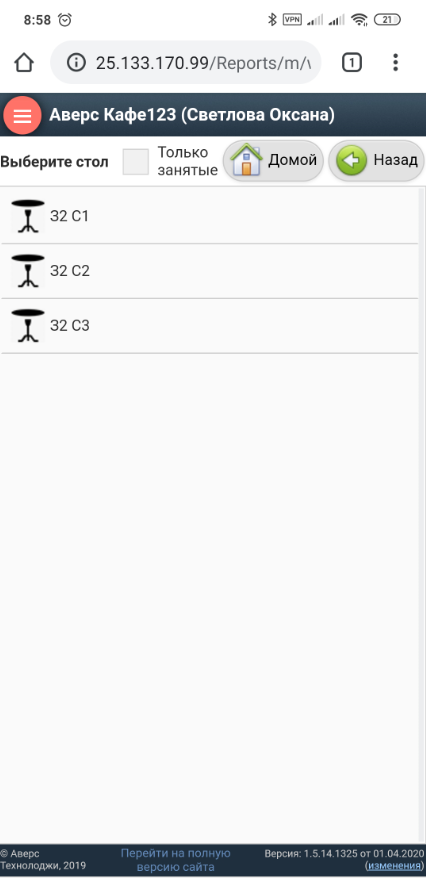 8:58
VPN 21
25.133.170.99/Reports/m/
1
Аверс Кафе123 (Светлова Оксана)
Выберите стол
Только
занятые
Домой
Назад
З2 С1
З2 С2
З2 С3
© Аверс
Технолоджи, 2019
Перейти на полную
версию сайта
Версия: 1.5.14.1325 от 01.04.2020
(изменения)